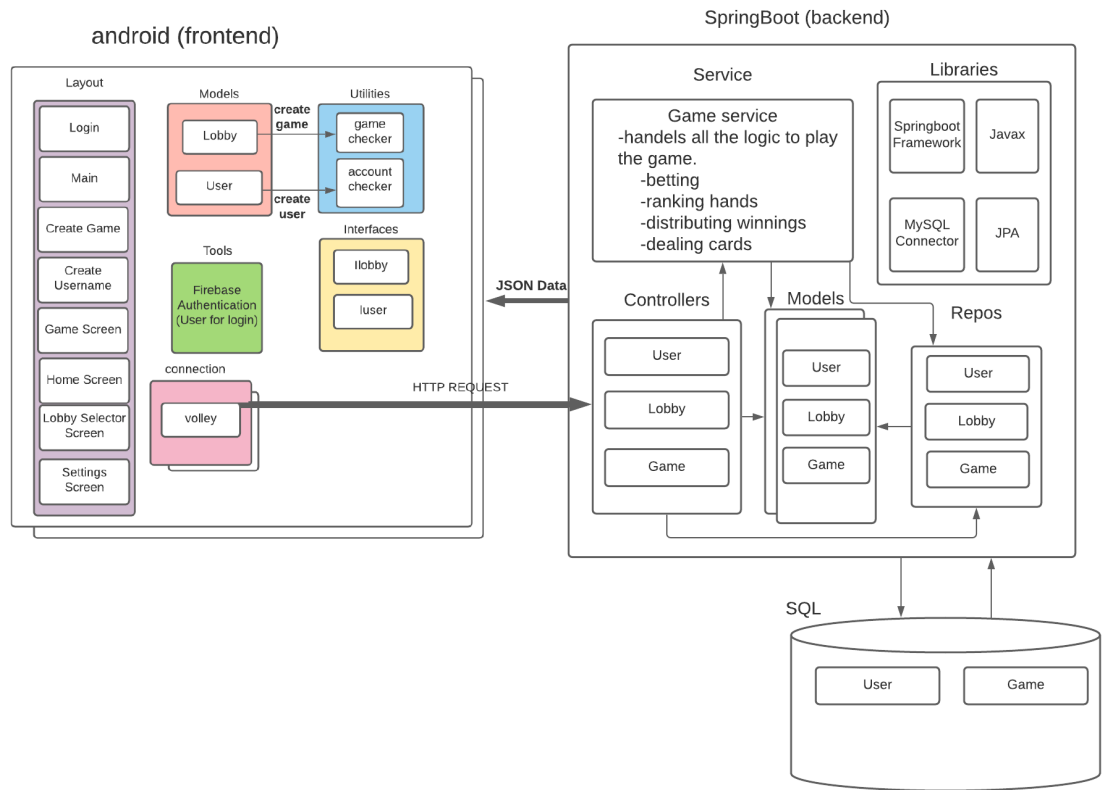 android (frontend)
Layout
Login
Main
Create Game
Create
Username
Game Screen
Home Screen
Lobby Selector
Screen
Settings
Screen
Models
Lobby
User
create
game
create
user
Utilities
game
checker
account
checker
Tools
Firebase
Authentication
(User for login)
Interfaces
Ilobby
Iuser
connection
volley
JSON Data
HTTP REQUEST
SpringBoot (backend)
Service
Game service
-handels all the logic to play
the game.
-betting
-ranking hands
-distributing winnings
-dealing cards
Libraries
Springboot
Framework
Javax
MySQL
Connector
JPA
Controllers
User
Lobby
Game
Models
User
Lobby
Game
Repos
User
Lobby
Game
SQL
User
Game